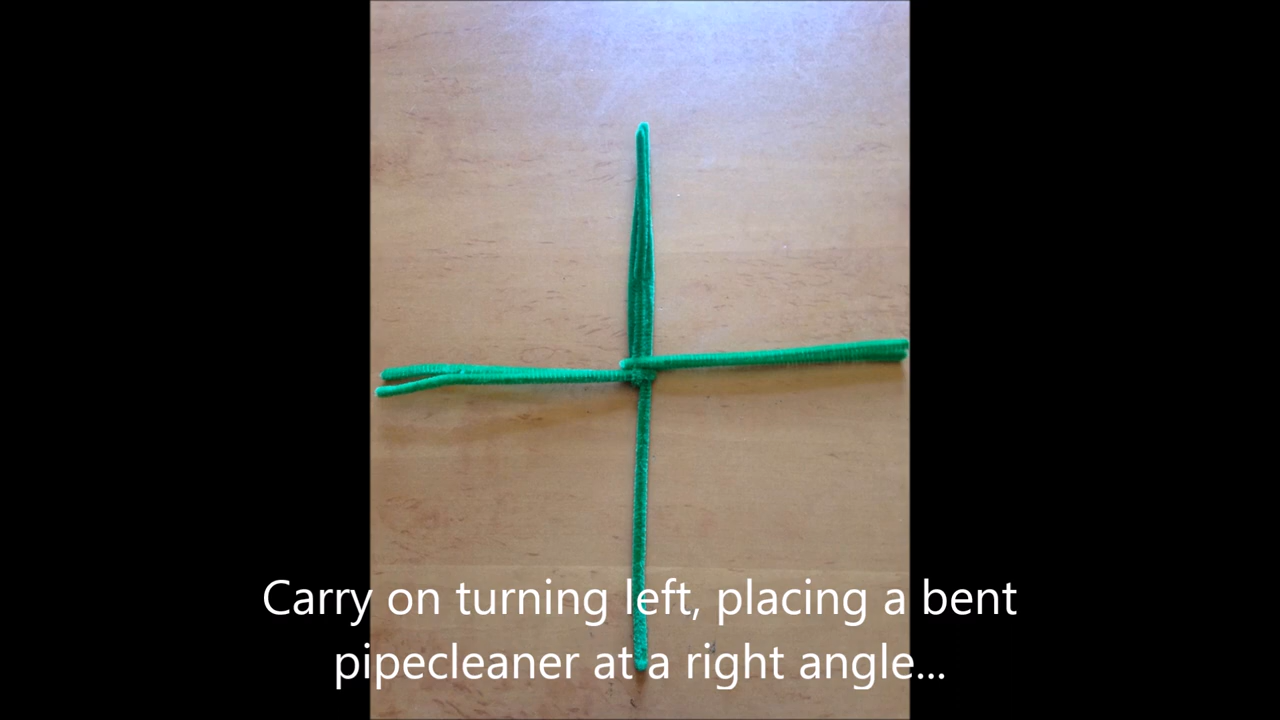 Carry on turning left, placing a bent
pipecleaner at a right angle...